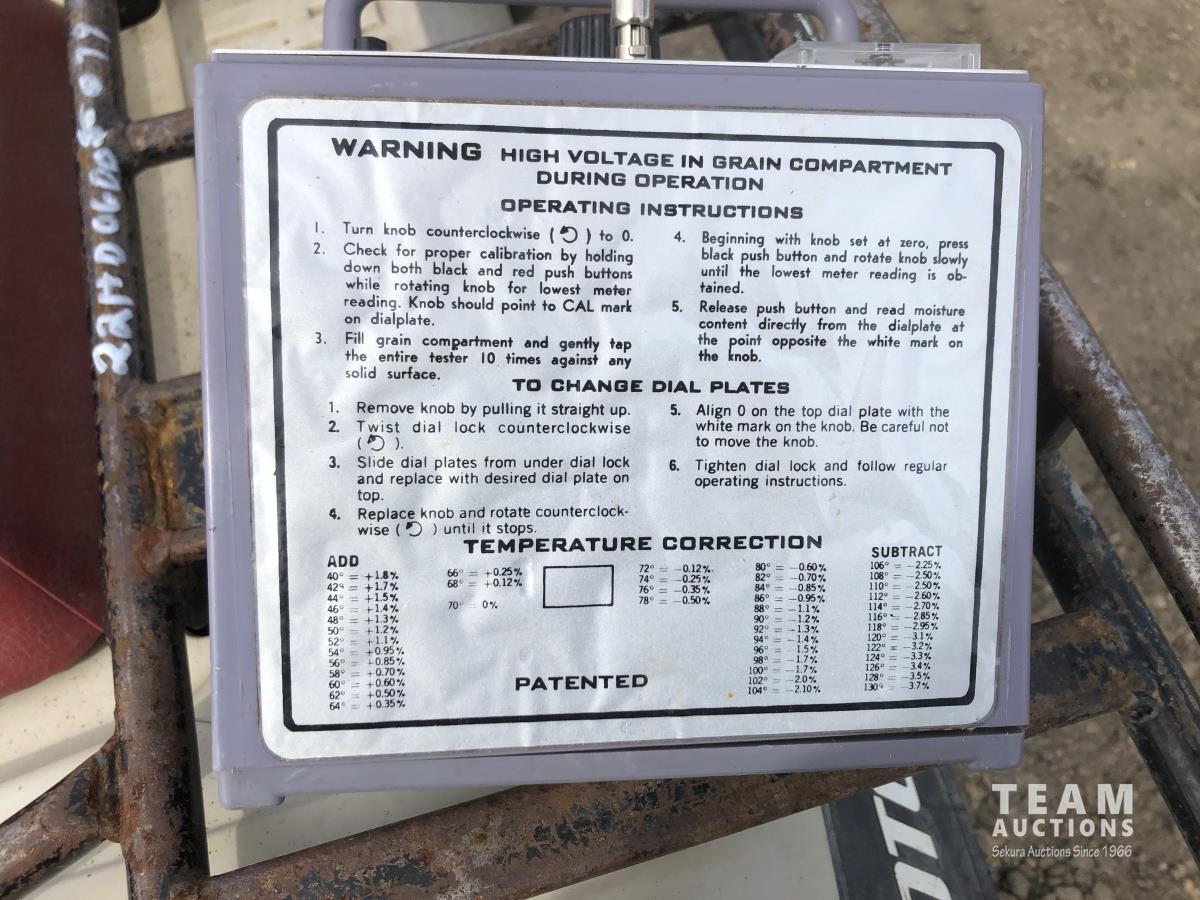 22HD06D08-079
WARNING HIGH VOLTAGE IN GRAIN COMPARTMENT
DURING OPERATION
OPERATING INSTRUCTIONS
1. Turn knob counterclockwise ( ) to 0.
2. Check for proper calibration by holding
down both black and red push buttons
while rotating knob for lowest meter
reading. Knob should point to CAL mark
on dialplate.
3. Fill grain compartment and gently tap
the entire tester 10 times against any
solid surface.
4. Beginning with knob set at zero, press
black push button and rotate knob slowly
until the lowest meter reading is ob-
tained.
5. Release push button and read moisture
content directly from the dialplate at
the point opposite the white mark on
the knob.
TO CHANGE DIAL PLATES
1. Remove knob by pulling it straight up.
2. Twist dial lock counterclockwise
( ).
3. Slide dial plates from under dial lock
and replace with desired dial plate on
top.
4. Replace knob and rotate counterclock-
wise ( ) until it stops.
5. Align 0 on the top dial plate with the
white mark on the knob. Be careful not
to move the knob.
6. Tighten dial lock and follow regular
operating instructions.
TEMPERATURE CORRECTION
ADD
40° = +1.8%
42° = +1.7%
44° = +1.5%
46° = +1.4%
48° = +1.3%
50° = +1.2%
52° = +1.1%
54° = +0.95%
56° = +0.85%
58° = +0.70%
60° = +0.60%
62° = +0.50%
64° = +0.35%
66° = +0.25%
68° = +0.12%
70° = 0%
72° = -0.12%
74° = -0.25%
76° = -0.35%
78° = -0.50%
80° = -0.60%
82° = -0.70%
84° = -0.85%
86° = -0.95%
88° = -1.1%
90° = -1.2%
92° = -1.3%
94° = -1.4%
96° = -1.5%
98° = -1.7%
100° = -1.7%
102° = -2.0%
104° = -2.10%
SUBTRACT
106° = -2.25%
108° = -2.50%
110° = -2.50%
112° = -2.60%
114° = -2.70%
116° = -2.85%
118° = -2.95%
120° = -3.1%
122° = -3.2%
124° = -3.3%
126° = -3.4%
128° = -3.5%
130° = -3.7%
PATENTED
TEAM
AUCTIONS
Sekura Auctions Since 1966